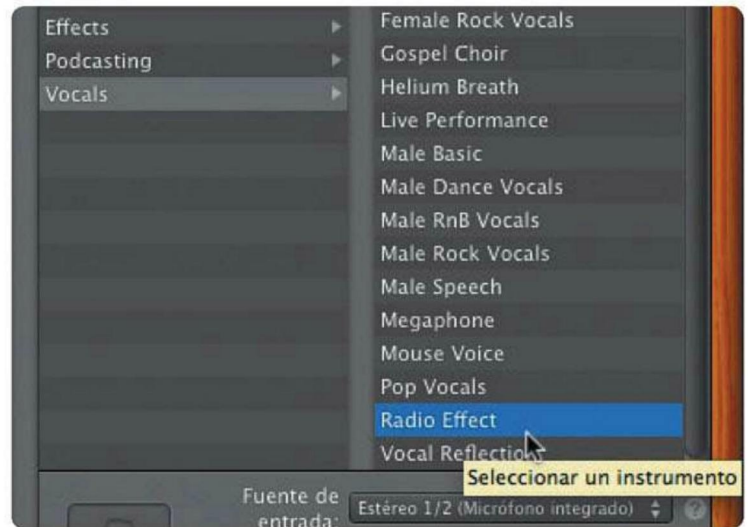 Effects
Podcasting
Vocals
Female Rock Vocals
Gospel Choir
Helium Breath
Live Performance
Male Basic
Male Dance Vocals
Male RnB Vocals
Male Rock Vocals
Male Speech
Megaphone
Mouse Voice
Pop Vocals
Radio Effect
Vocal Reflection
Seleccionar un instrumento
Fuente de
entrada:
Estéreo 1/2 (Micrófono integrado)
?